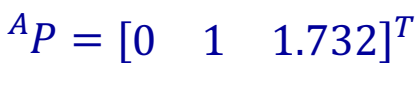 ᴬP = [0 1 1.732]ᵀ